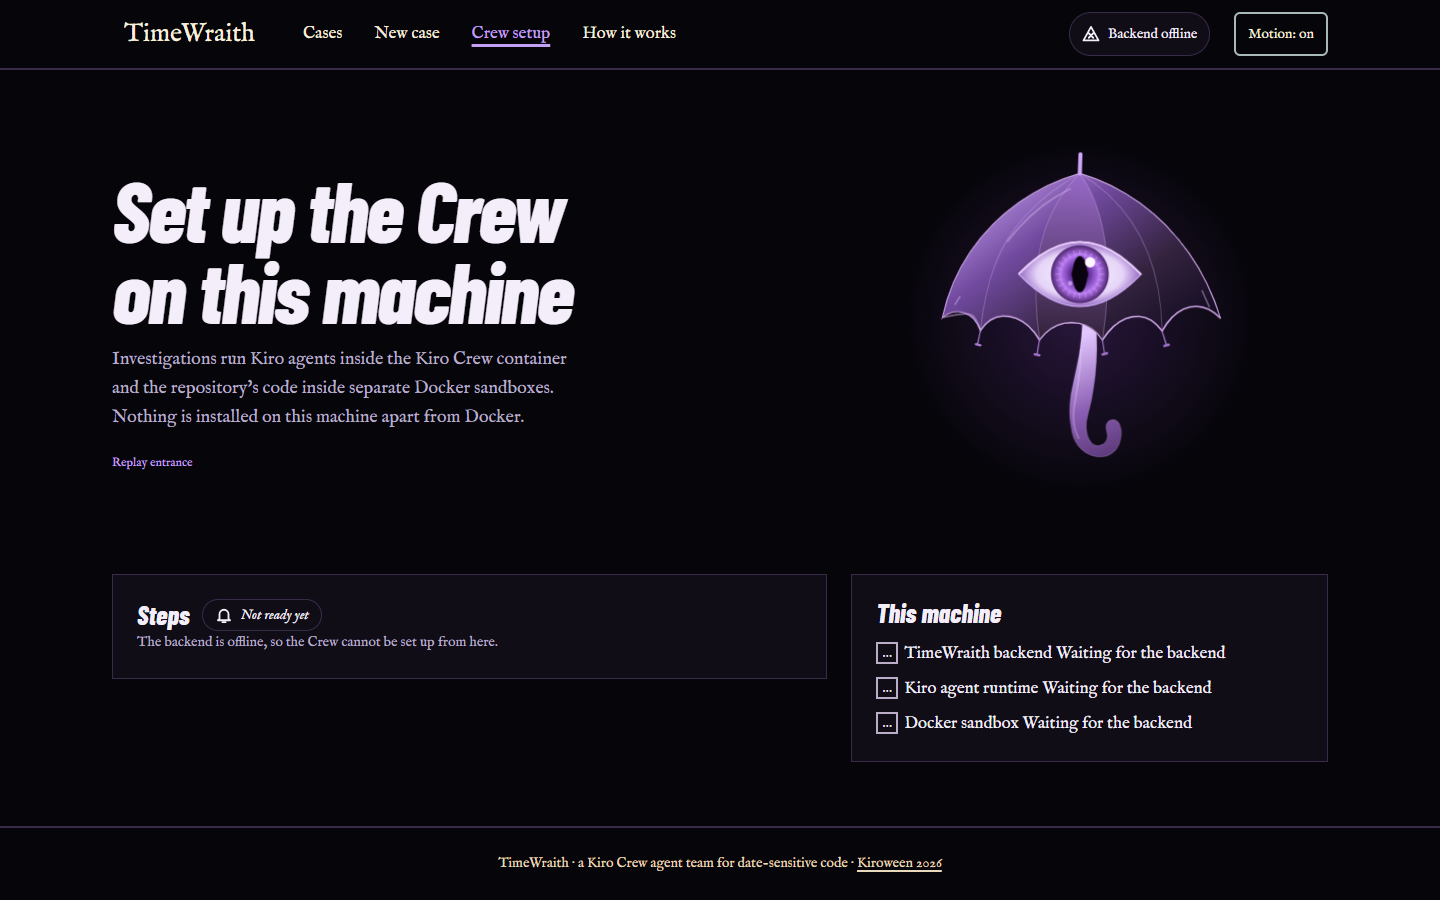 TimeWraith
Cases
New case
Crew setup
How it works
Backend offline
Motion: on
Set up the Crew
on this machine
Investigations run Kiro agents inside the Kiro Crew container
and the repository's code inside separate Docker sandboxes.
Nothing is installed on this machine apart from Docker.
Replay entrance
Steps
Not ready yet
The backend is offline, so the Crew cannot be set up from here.
This machine
... TimeWraith backend Waiting for the backend
... Kiro agent runtime Waiting for the backend
... Docker sandbox Waiting for the backend
TimeWraith · a Kiro Crew agent team for date-sensitive code · Kiroween 2026